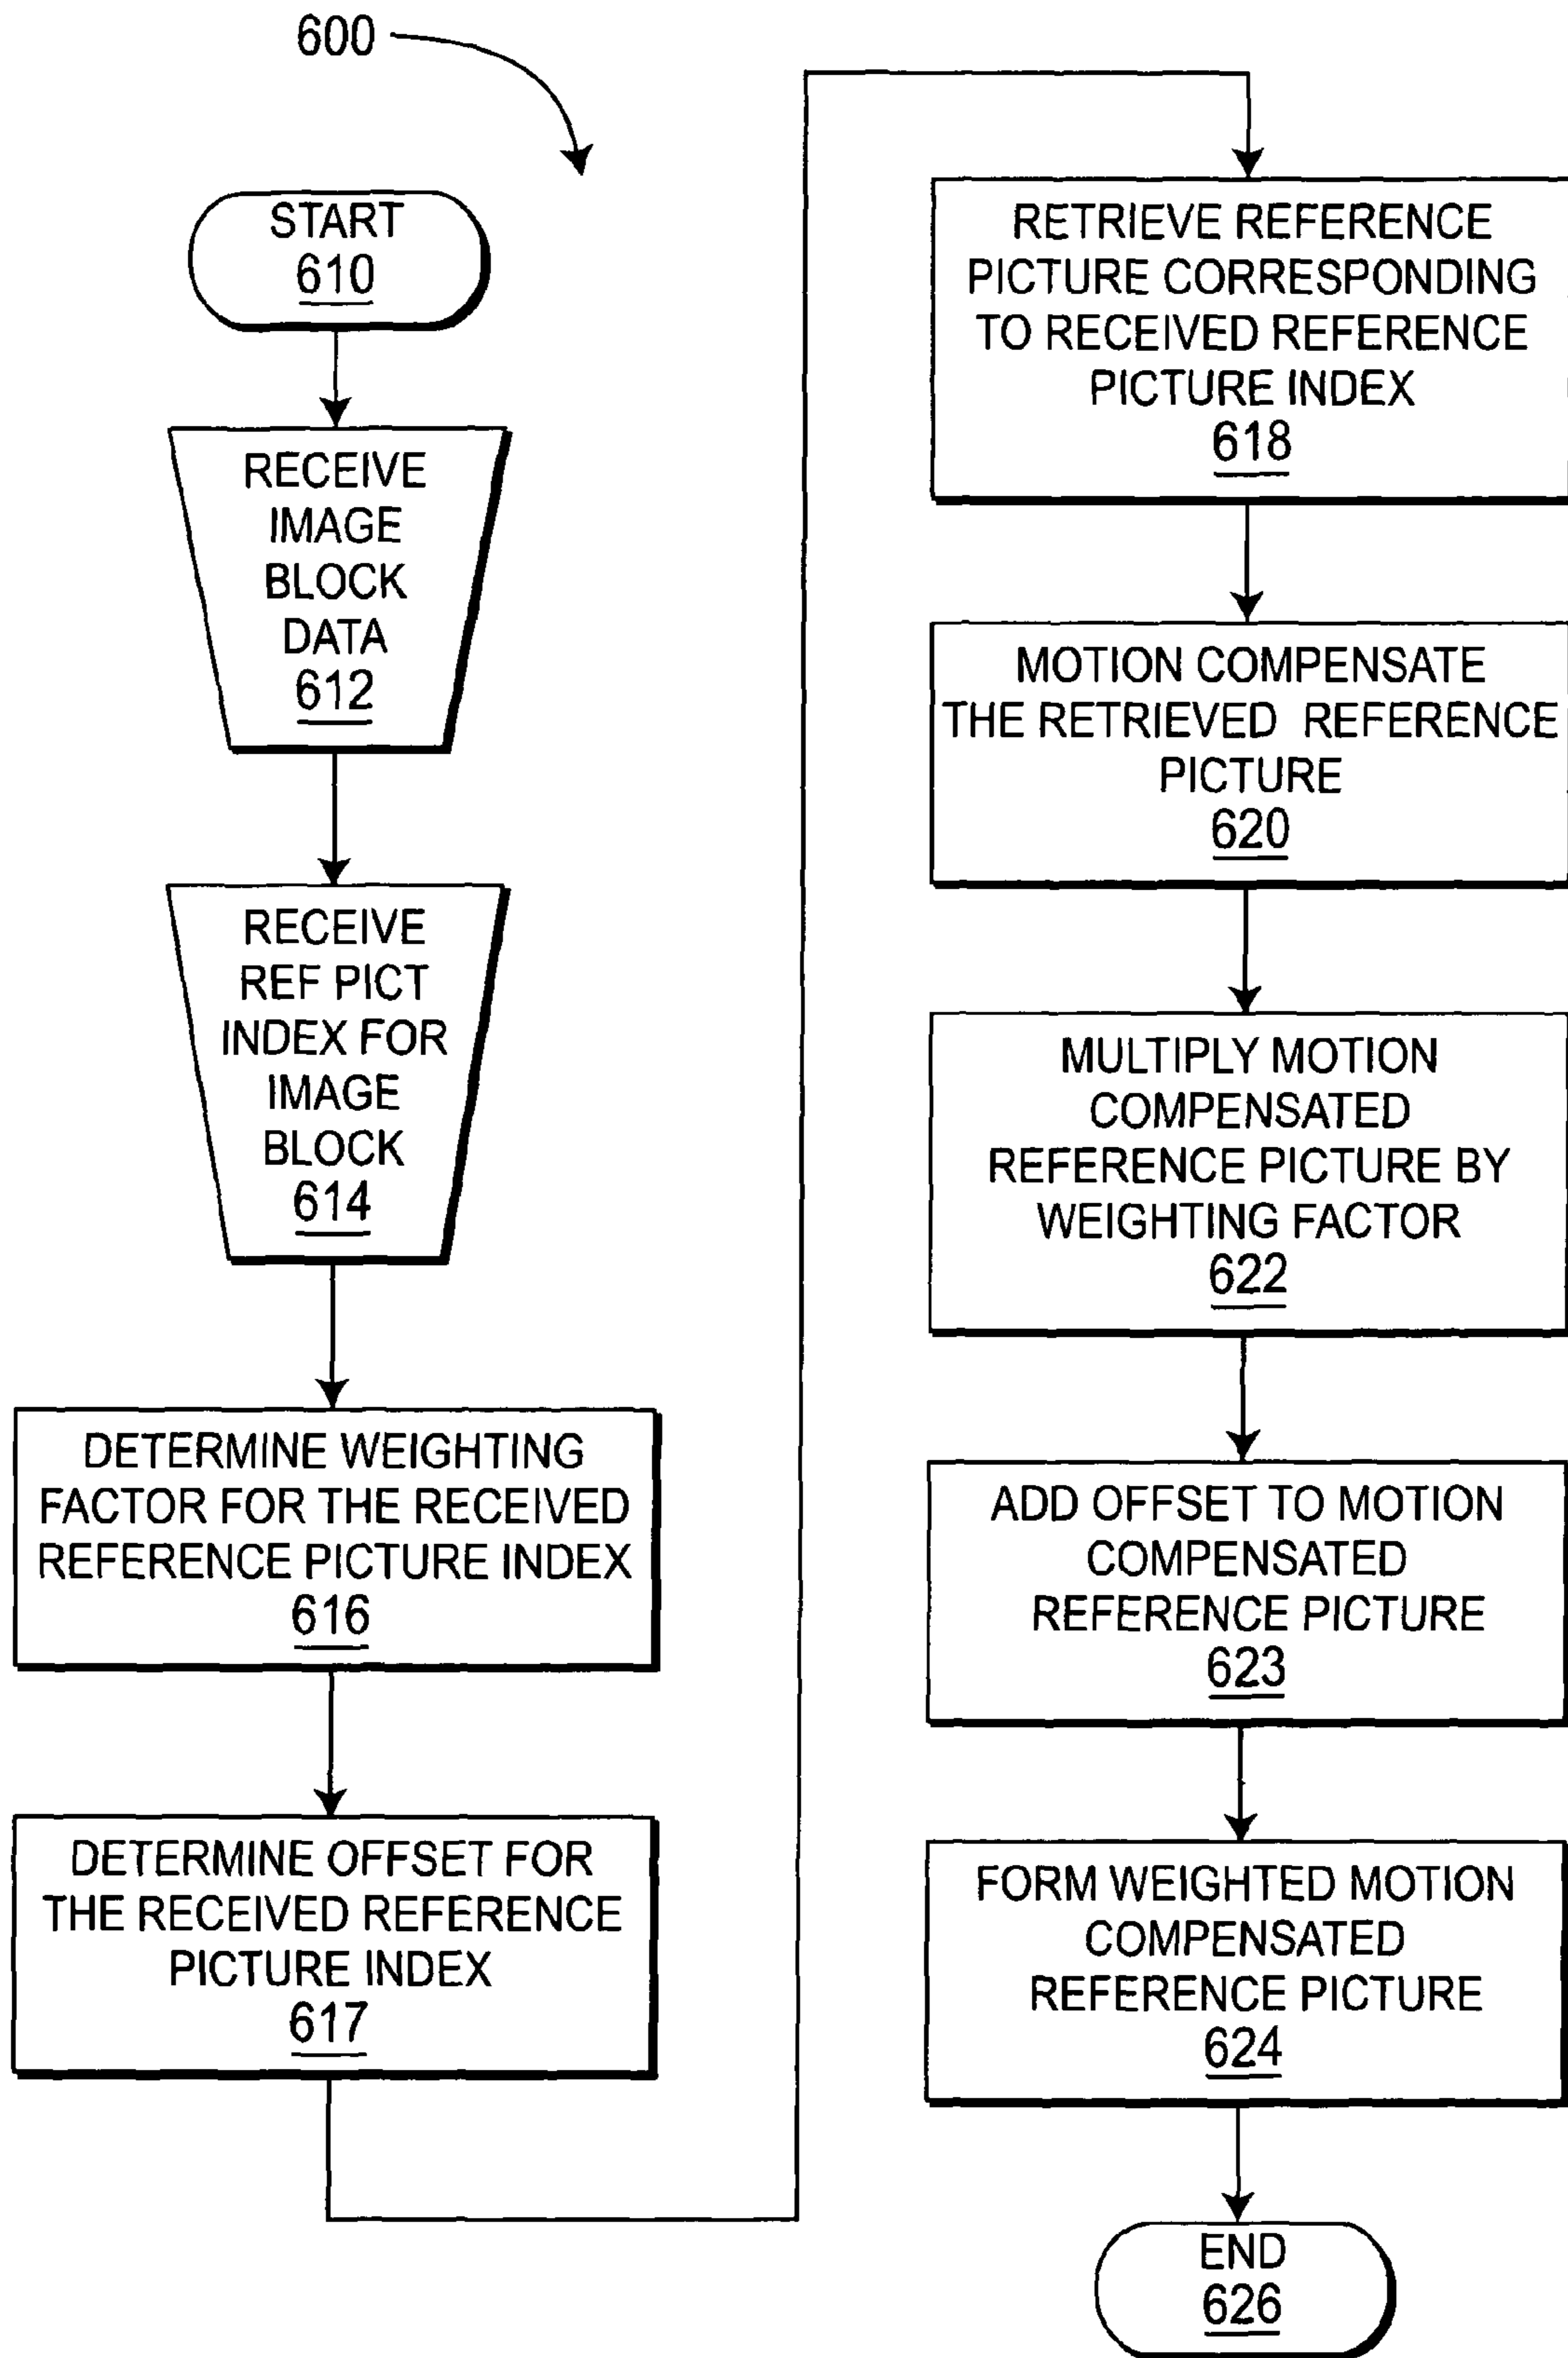 600
START
610
RECEIVE
IMAGE
BLOCK
DATA
612
RECEIVE
REF PICT
INDEX FOR
IMAGE
BLOCK
614
DETERMINE WEIGHTING
FACTOR FOR THE RECEIVED
REFERENCE PICTURE INDEX
616
DETERMINE OFFSET FOR
THE RECEIVED REFERENCE
PICTURE INDEX
617
RETRIEVE REFERENCE
PICTURE CORRESPONDING
TO RECEIVED REFERENCE
PICTURE INDEX
618
MOTION COMPENSATE
THE RETRIEVED REFERENCE
PICTURE
620
MULTIPLY MOTION
COMPENSATED
REFERENCE PICTURE BY
WEIGHTING FACTOR
622
ADD OFFSET TO MOTION
COMPENSATED
REFERENCE PICTURE
623
FORM WEIGHTED MOTION
COMPENSATED
REFERENCE PICTURE
624
END
626